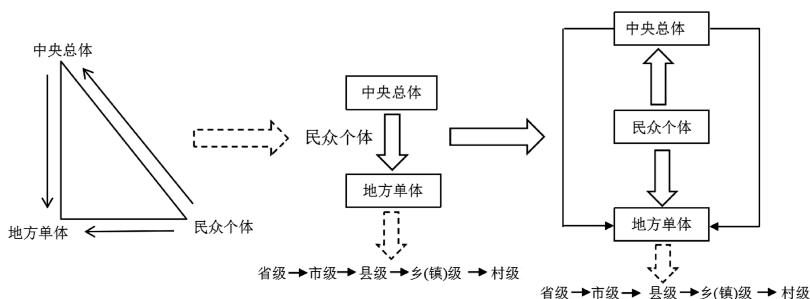 中央总体
地方单体
民众个体
中央总体
民众个体
地方单体
省级 市级 县级 乡(镇)级 村级
中央总体
民众个体
地方单体
省级 市级 县级 乡(镇)级 村级